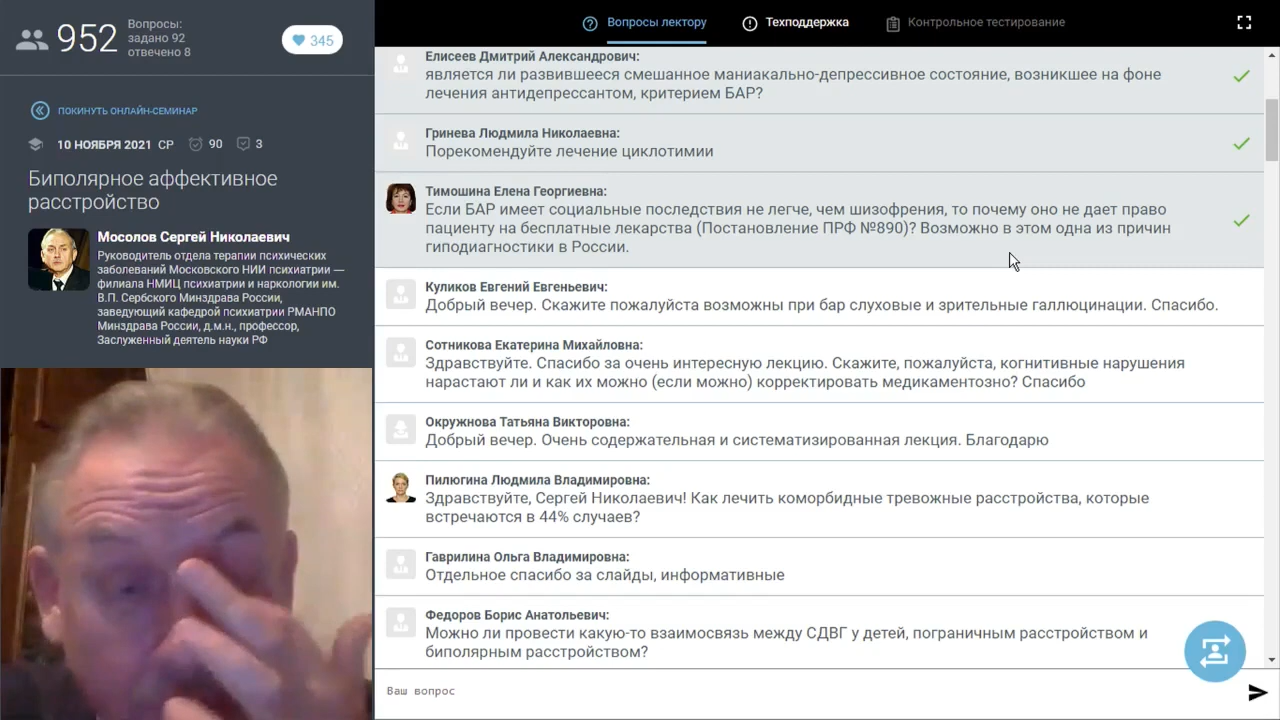 952
Вопросы:
задано 92
отвечено 8
345
ПОКИНУТЬ ОНЛАЙН-СЕМИНАР
10 НОЯБРЯ 2021 СР 90 3
Биполярное аффективное
расстройство
Мосолов Сергей Николаевич
Руководитель отдела терапии психических
заболеваний Московского НИИ психиатрии —
филиала НМИЦ психиатрии и наркологии им.
В.П. Сербского Минздрава России,
заведующий кафедрой психиатрии РМАНПО
Минздрава России, д.м.н., профессор,
Заслуженный деятель науки РФ
Вопросы лектору Техподдержка Контрольное тестирование
Елисеев Дмитрий Александрович:
является ли развившееся смешанное маниакально-депрессивное состояние, возникшее на фоне
лечения антидепрессантом, критерием БАР?
Гринева Людмила Николаевна:
Порекомендуйте лечение циклотимии
Тимошина Елена Георгиевна:
Если БАР имеет социальные последствия не легче, чем шизофрения, то почему оно не дает право
пациенту на бесплатные лекарства (Постановление ПРФ №890)? Возможно в этом одна из причин
гиподиагностики в России.
Куликов Евгений Евгеньевич:
Добрый вечер. Скажите пожалуйста возможны при бар слуховые и зрительные галлюцинации. Спасибо.
Сотникова Екатерина Михайловна:
Здравствуйте. Спасибо за очень интересную лекцию. Скажите, пожалуйста, когнитивные нарушения
нарастают ли и как их можно (если можно) корректировать медикаментозно? Спасибо
Окружнова Татьяна Викторовна:
Добрый вечер. Очень содержательная и систематизированная лекция. Благодарю
Пилюгина Людмила Владимировна:
Здравствуйте, Сергей Николаевич! Как лечить коморбидные тревожные расстройства, которые
встречаются в 44% случаев?
Гаврилина Ольга Владимировна:
Отдельное спасибо за слайды, информативные
Федоров Борис Анатольевич:
Можно ли провести какую-то взаимосвязь между СДВГ у детей, пограничным расстройством и
биполярным расстройством?
Ваш вопрос